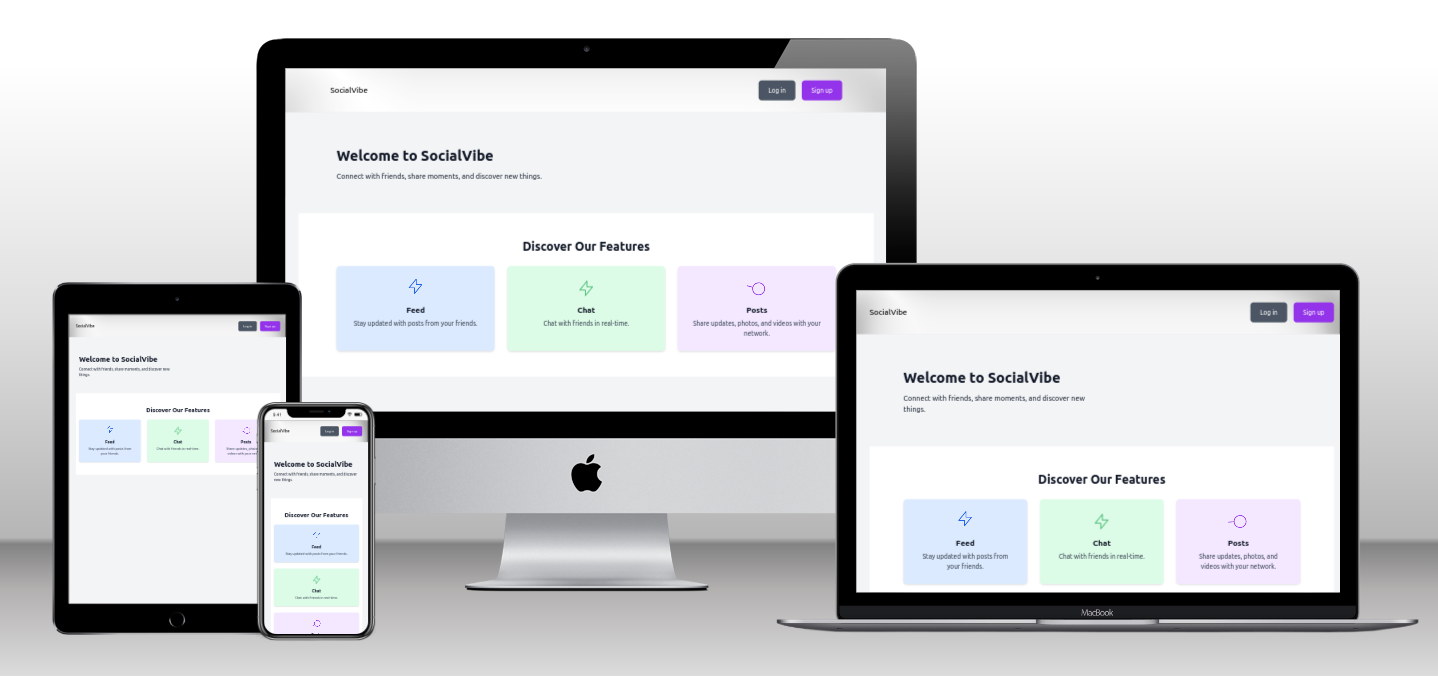 SocialVibe
Log in
Sign up
Welcome to SocialVibe
Connect with friends, share moments, and discover new things.
Discover Our Features
Feed
Stay updated with posts from your friends.
Chat
Chat with friends in real-time.
Posts
Share updates, photos, and videos with your
network.
SocialVibe
Log in
Sign up
Welcome to SocialVibe
Connect with friends, share moments, and discover new
things.
Discover Our Features
Feed
Stay updated with posts from
your friends.
Chat
Chat with friends in real-time.
Posts
Share updates, photos, and
videos with your network.
MacBook
SocialVibe
Log in
Sign up
Welcome to SocialVibe
Connect with friends, share moments, and discover new
things.
Discover Our Features
Feed
Stay updated with posts from
your friends.
Chat
Chat with friends in real-time.
Posts
Share updates,
videos with your
9:41
SocialVibe
Log in
Sign up
Welcome to SocialVibe
Connect with friends, share moments, and discover
new things.
Discover Our Features
Feed
Stay updated with posts from your friends.
Chat
Chat with friends in real-time.